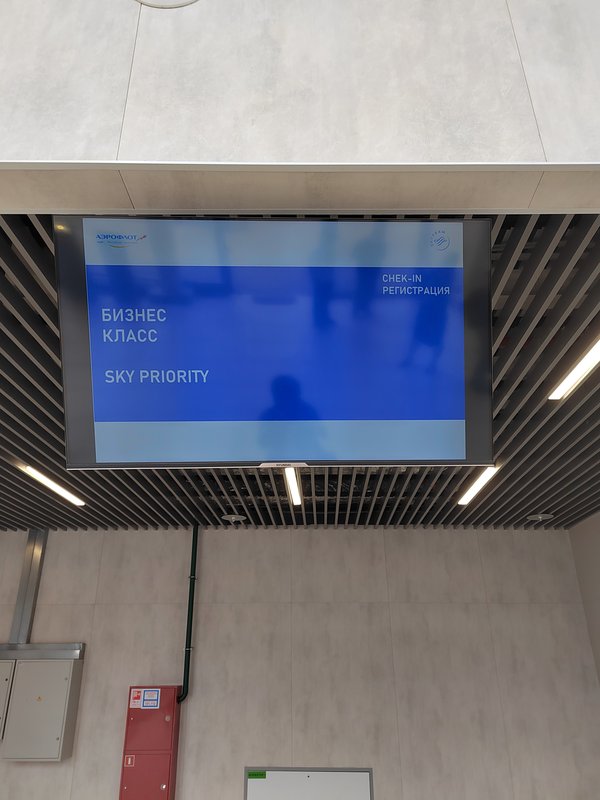 АЭРОФЛОТ
CHEK-IN
РЕГИСТРАЦИЯ
БИЗНЕС
КЛАСС
SKY PRIORITY